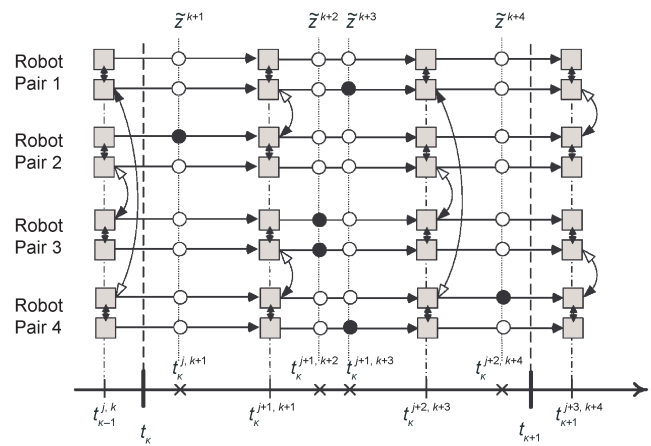 z̃ᵏ⁺¹ z̃ᵏ⁺² z̃ᵏ⁺³ z̃ᵏ⁺⁴
Robot
Pair 1
Robot
Pair 2
Robot
Pair 3
Robot
Pair 4
t_κ^{j, k+1} t_κ^{j+1, k+2} t_κ^{j+1, k+3} t_κ^{j+2, k+4}
t_{κ−1}^{j, k} t_κ t_κ^{j+1, k+1} t_κ^{j+2, k+3} t_{κ+1} t_{κ+1}^{j+3, k+4}